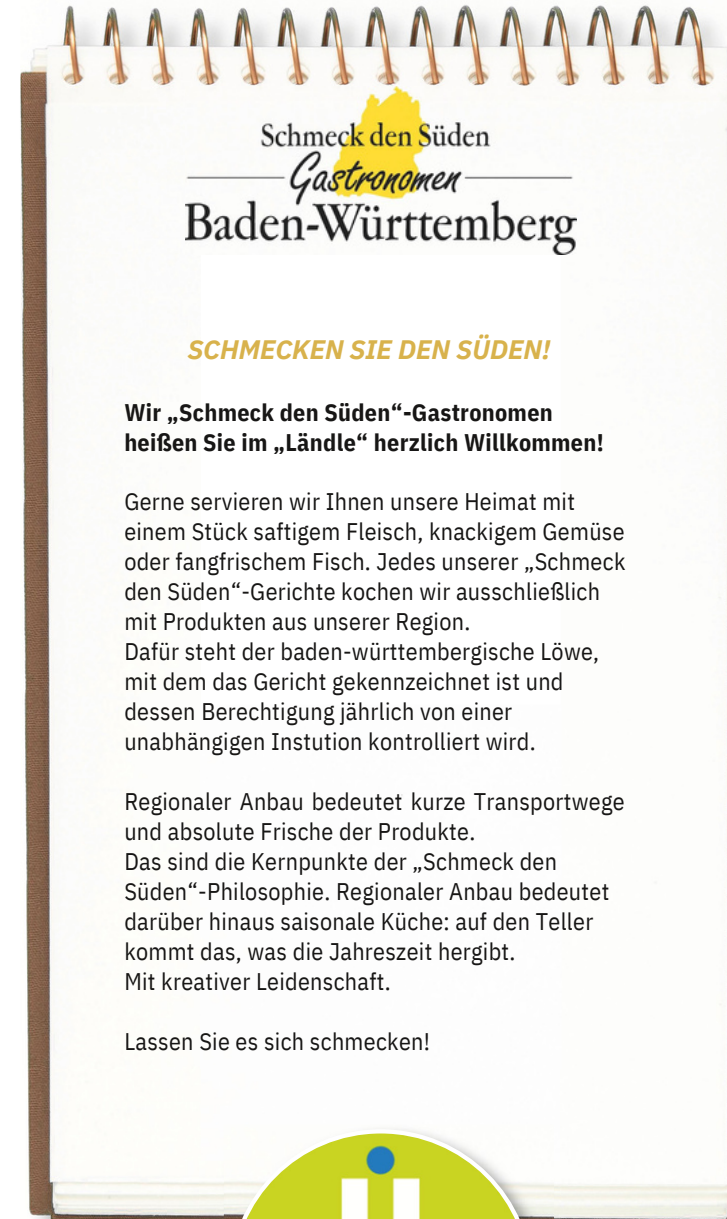 Schmeck den Süden
Gastronomen
Baden-Württemberg
SCHMECKEN SIE DEN SÜDEN!
Wir „Schmeck den Süden“-Gastronomen
heißen Sie im „Ländle“ herzlich Willkommen!
Gerne servieren wir Ihnen unsere Heimat mit
einem Stück saftigem Fleisch, knackigem Gemüse
oder fangfrischem Fisch. Jedes unserer „Schmeck
den Süden“-Gerichte kochen wir ausschließlich
mit Produkten aus unserer Region.
Dafür steht der baden-württembergische Löwe,
mit dem das Gericht gekennzeichnet ist und
dessen Berechtigung jährlich von einer
unabhängigen Instution kontrolliert wird.
Regionaler Anbau bedeutet kurze Transportwege
und absolute Frische der Produkte.
Das sind die Kernpunkte der „Schmeck den
Süden“-Philosophie. Regionaler Anbau bedeutet
darüber hinaus saisonale Küche: auf den Teller
kommt das, was die Jahreszeit hergibt.
Mit kreativer Leidenschaft.
Lassen Sie es sich schmecken!